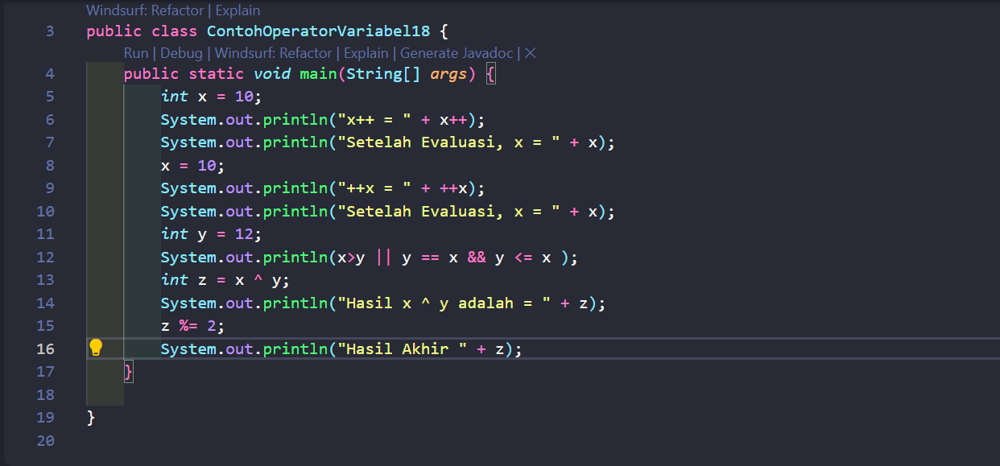 Windsurf: Refactor | Explain
3 public class ContohOperatorVariabel18 {
Run | Debug | Windsurf: Refactor | Explain | Generate Javadoc | ×
4 public static void main(String[] args) {
5 int x = 10;
6 System.out.println("x++ = " + x++);
7 System.out.println("Setelah Evaluasi, x = " + x);
8 x = 10;
9 System.out.println("++x = " + ++x);
10 System.out.println("Setelah Evaluasi, x = " + x);
11 int y = 12;
12 System.out.println(x>y || y == x && y <= x );
13 int z = x ^ y;
14 System.out.println("Hasil x ^ y adalah = " + z);
15 z %= 2;
16 System.out.println("Hasil Akhir " + z);
17 }
18
19 }
20